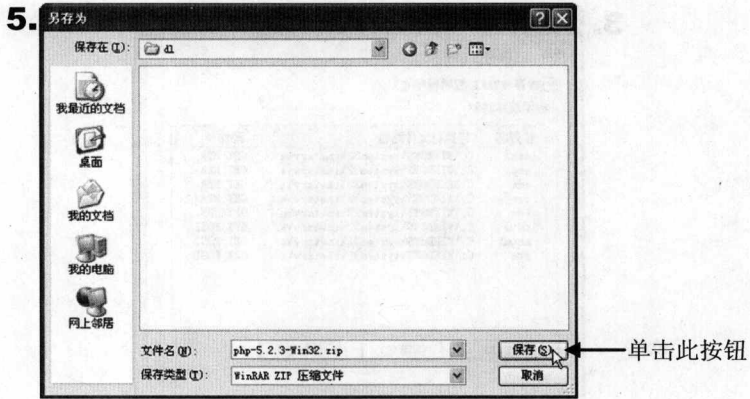 5.
另存为
保存在(I):
d1
我最近的文档
桌面
我的文档
我的电脑
网上邻居
文件名(N):
php-5.2.3-Win32.zip
保存(S)
单击此按钮
保存类型(T):
WinRAR ZIP 压缩文件
取消